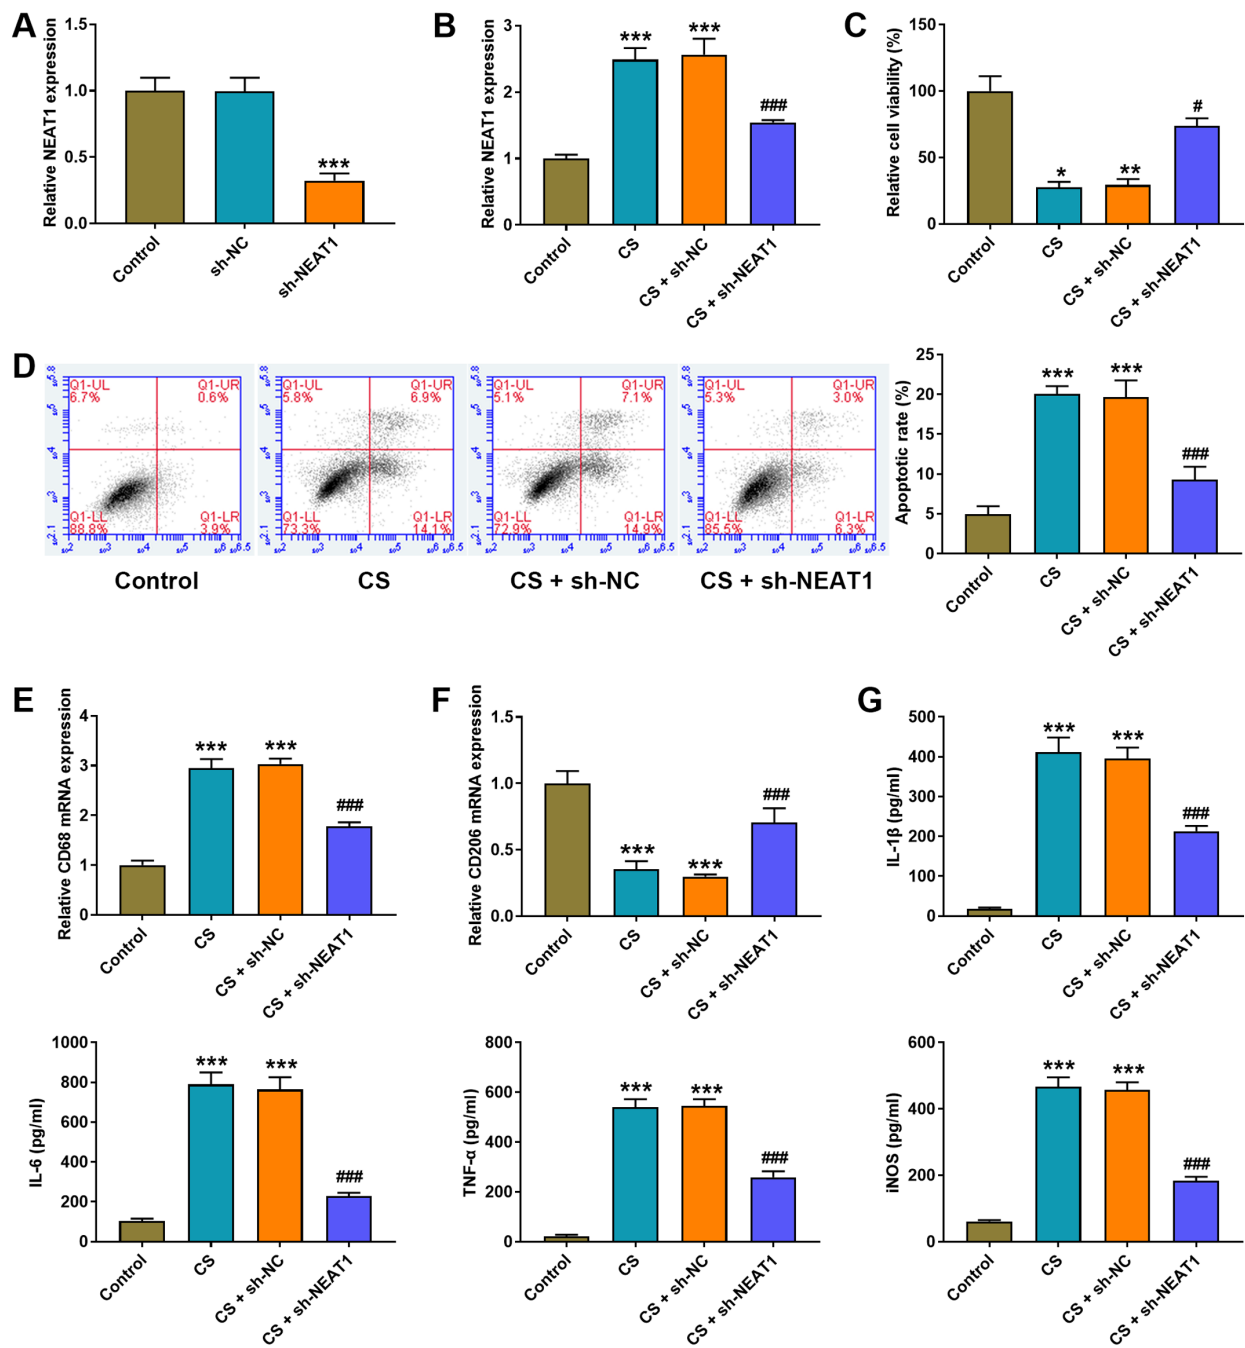 A
Relative NEAT1 expression
1.5
1.0
0.5
0.0
Control
sh-NC
sh-NEAT1
***
B
Relative NEAT1 expression
3
2
1
0
***
***
###
Control
CS
CS + sh-NC
CS + sh-NEAT1
C
Relative cell viability (%)
150
100
50
0
*
**
#
Control
CS
CS + sh-NC
CS + sh-NEAT1
D
Q1-UL
6.7%
Q1-UR
0.6%
Q1-LL
88.8%
Q1-LR
3.9%
Control
Q1-UL
5.8%
Q1-UR
6.9%
Q1-LL
73.3%
Q1-LR
14.1%
CS
Q1-UL
5.1%
Q1-UR
7.1%
Q1-LL
72.9%
Q1-LR
14.9%
CS + sh-NC
Q1-UL
5.3%
Q1-UR
3.0%
Q1-LL
85.5%
Q1-LR
6.3%
CS + sh-NEAT1
Apoptotic rate (%)
25
20
15
10
5
0
***
***
###
Control
CS
CS + sh-NC
CS + sh-NEAT1
E
Relative CD68 mRNA expression
4
3
2
1
0
***
***
###
Control
CS
CS + sh-NC
CS + sh-NEAT1
F
Relative CD206 mRNA expression
1.5
1.0
0.5
0.0
***
***
###
Control
CS
CS + sh-NC
CS + sh-NEAT1
G
IL-1β (pg/ml)
500
400
300
200
100
0
***
***
###
Control
CS
CS + sh-NC
CS + sh-NEAT1
IL-6 (pg/ml)
1000
800
600
400
200
0
***
***
###
Control
CS
CS + sh-NC
CS + sh-NEAT1
TNF-α (pg/ml)
800
600
400
200
0
***
***
###
Control
CS
CS + sh-NC
CS + sh-NEAT1
iNOS (pg/ml)
600
400
200
0
***
***
###
Control
CS
CS + sh-NC
CS + sh-NEAT1